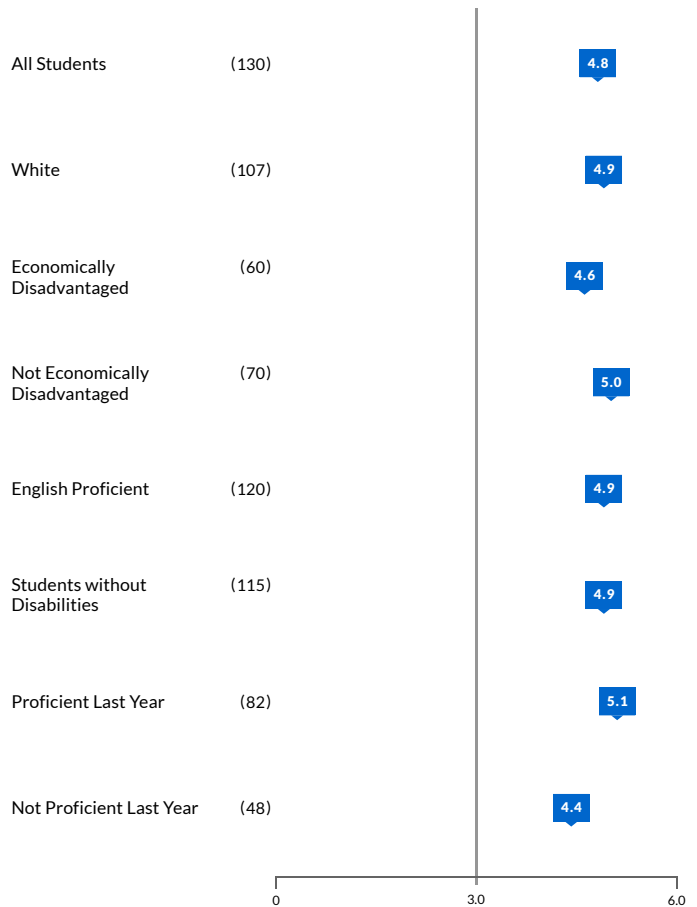 All Students (130) 4.8
White (107) 4.9
Economically (60) 4.6
Disadvantaged
Not Economically (70) 5.0
Disadvantaged
English Proficient (120) 4.9
Students without (115) 4.9
Disabilities
Proficient Last Year (82) 5.1
Not Proficient Last Year (48) 4.4
0 3.0 6.0